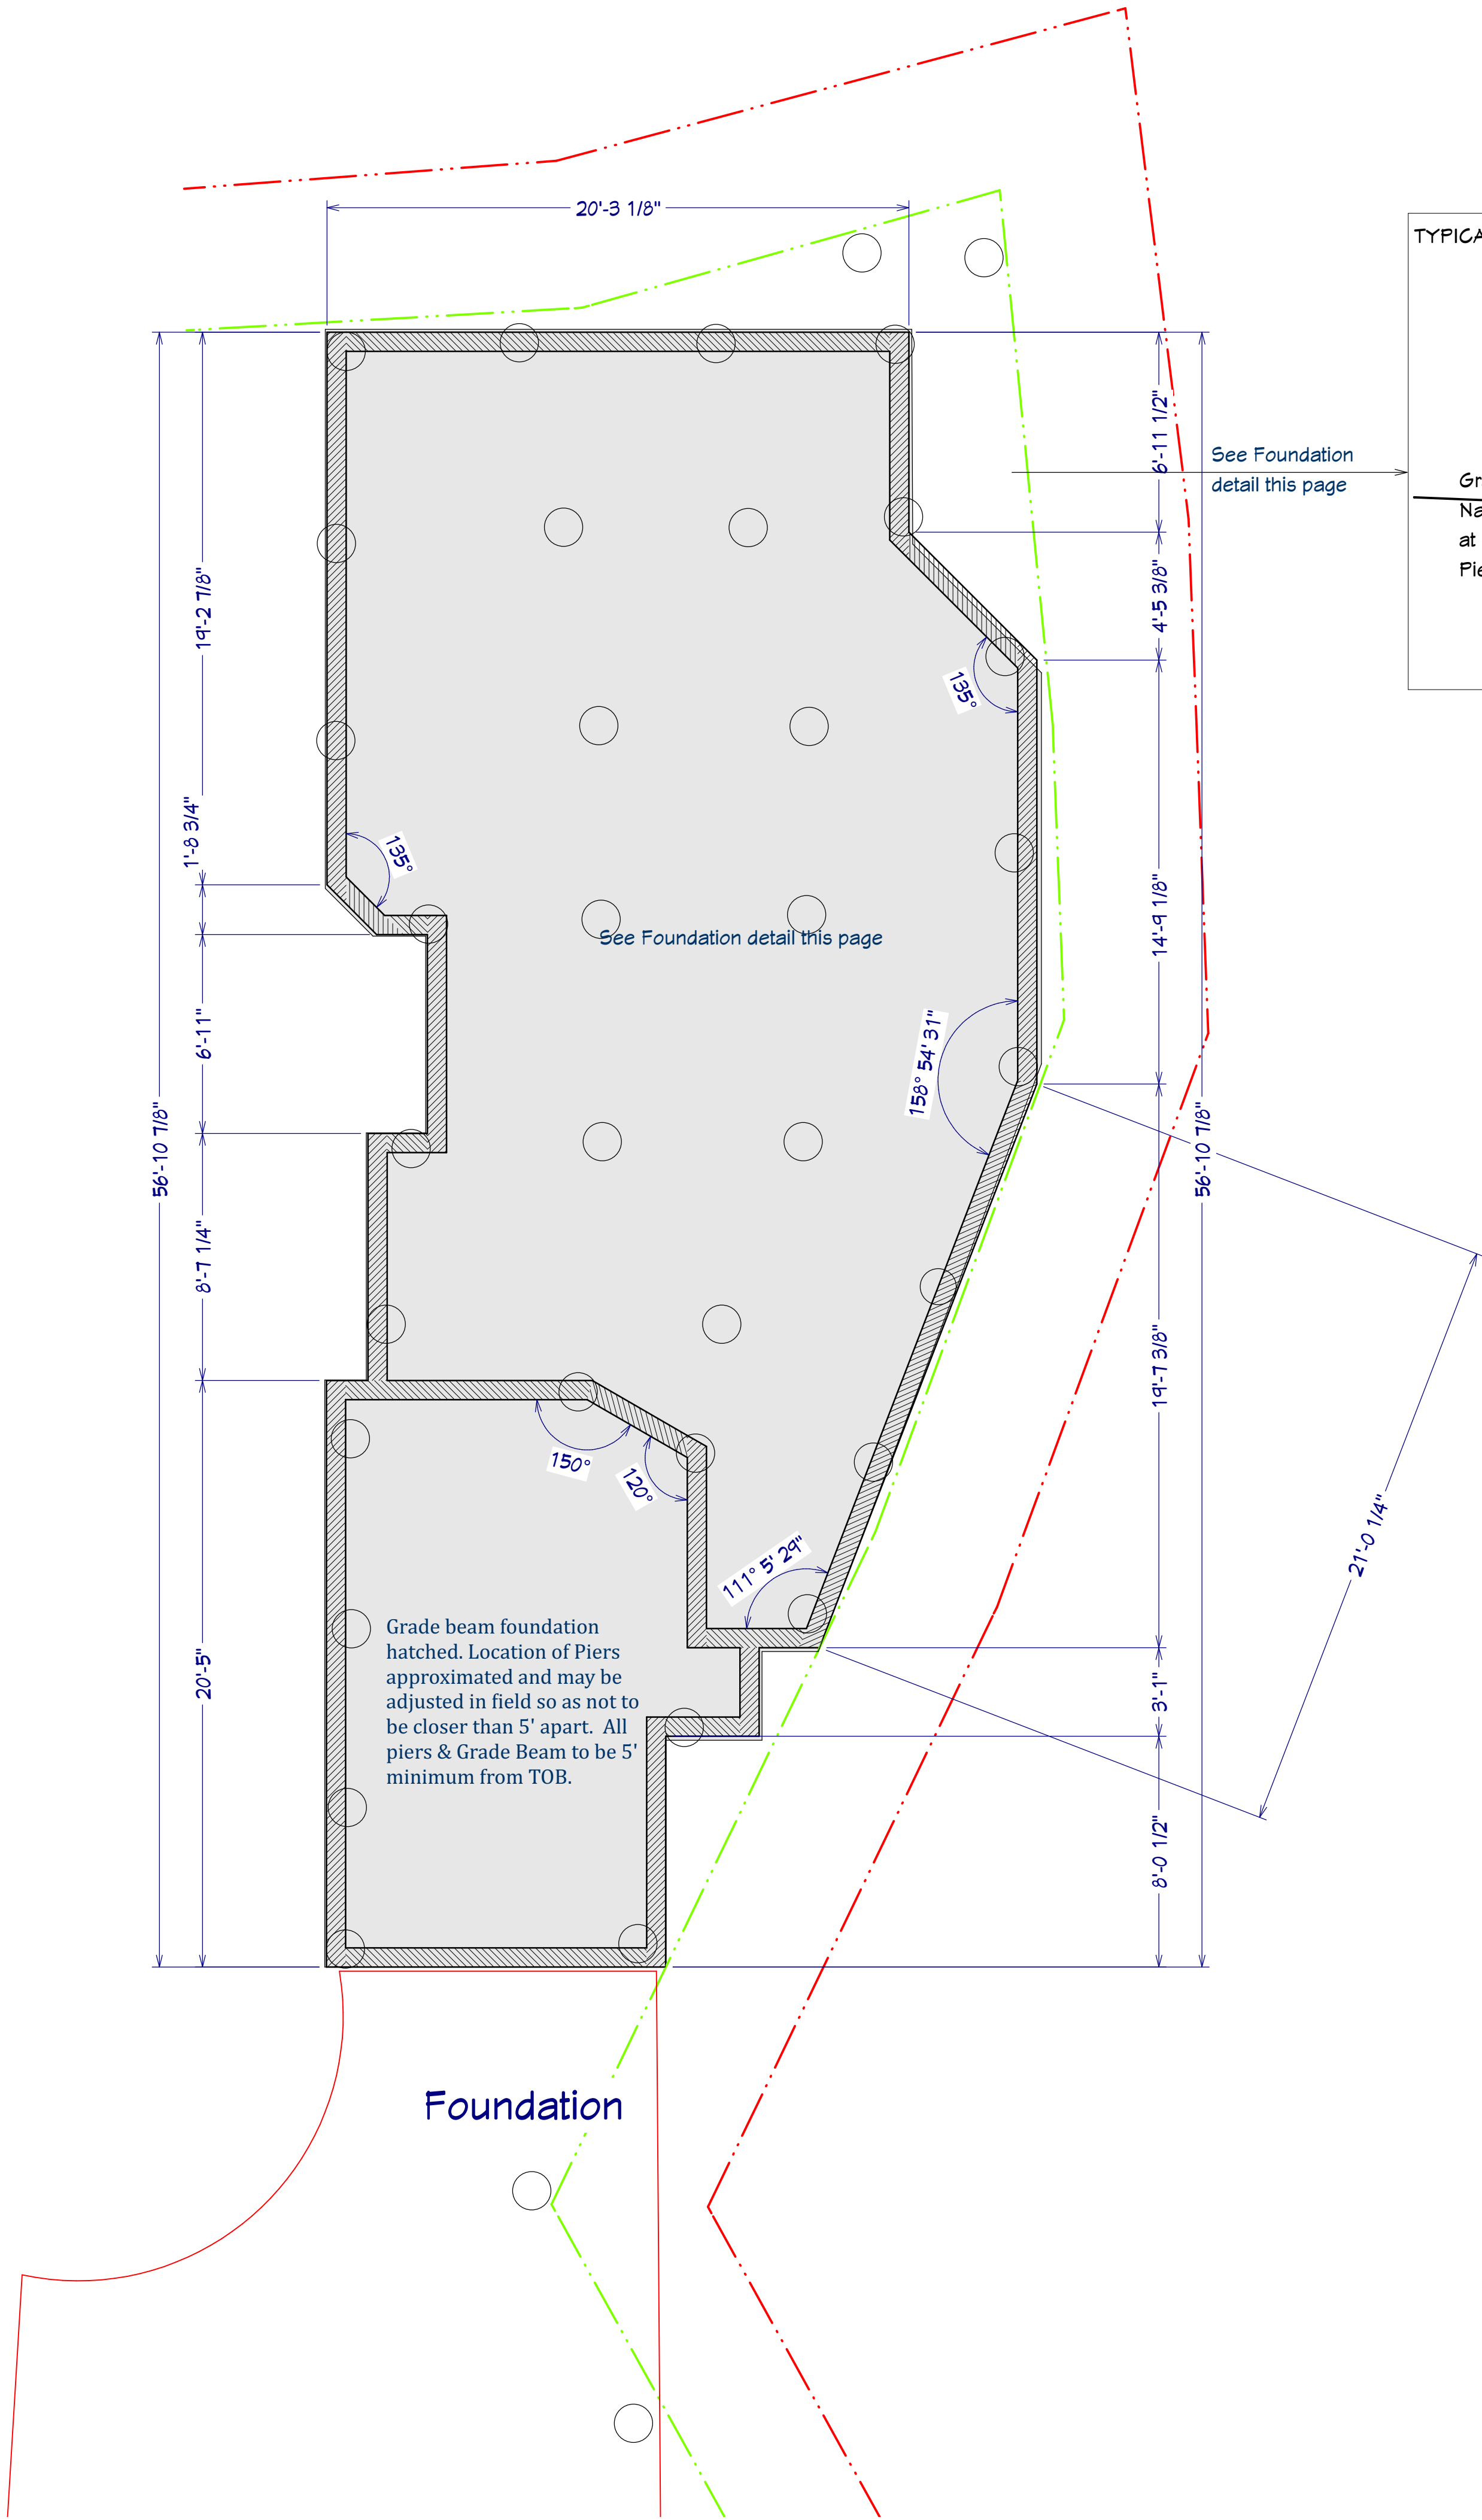 20'-3 1/8"
TYPICA
6'-11 1/2"
See Foundation
detail this page
Gr
Na
at
Pie
19'-2 7/8"
4'-5 3/8"
135°
1'-8 3/4"
135°
14'-9 1/8"
See Foundation detail this page
6'-11"
158° 54' 31"
56'-10 7/8"
56'-10 7/8"
8'-7 1/4"
19'-7 3/8"
150°
120°
21'-0 1/4"
111° 5' 29"
20'-5"
Grade beam foundation
hatched. Location of Piers
approximated and may be
adjusted in field so as not to
be closer than 5' apart.  All
piers & Grade Beam to be 5'
minimum from TOB.
3'-1"
8'-0 1/2"
Foundation